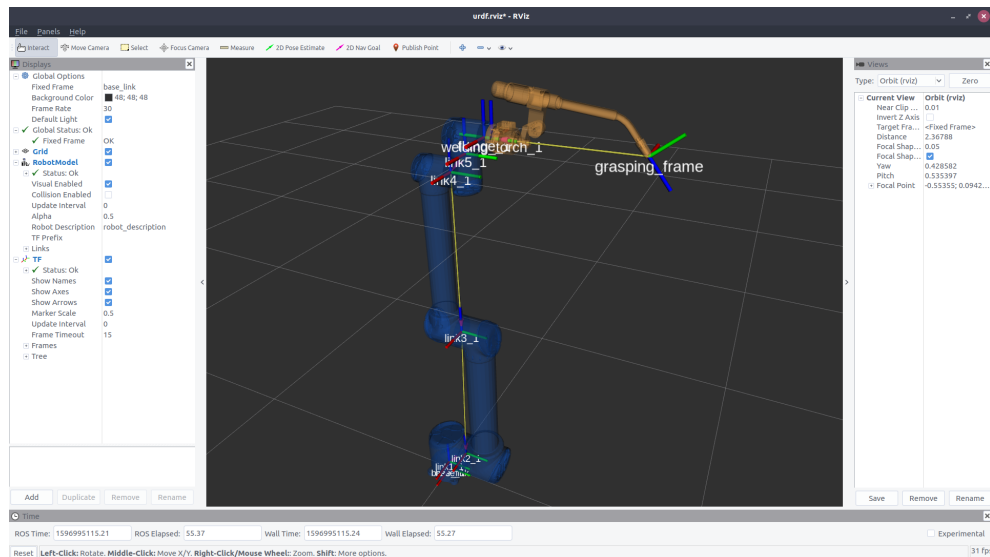 urdf.rviz* - RViz
File Panels Help
Interact Move Camera Select Focus Camera Measure 2D Pose Estimate 2D Nav Goal Publish Point
Displays
Global Options
Fixed Frame base_link
Background Color 48; 48; 48
Frame Rate 30
Default Light
Global Status: Ok
Fixed Frame OK
Grid
RobotModel
Status: Ok
Visual Enabled
Collision Enabled
Update Interval 0
Alpha 0.5
Robot Description robot_description
TF Prefix
Links
TF
Status: Ok
Show Names
Show Axes
Show Arrows
Marker Scale 0.5
Update Interval 0
Frame Timeout 15
Frames
Tree
Add Duplicate Remove Rename
link5_1
link4_1
grasping_frame
link3_1
link2_1
Views
Type: Orbit (rviz) Zero
Current View Orbit (rviz)
Near Clip ... 0.01
Invert Z Axis
Target Fra... <Fixed Frame>
Distance 2.36788
Focal Shap... 0.05
Focal Shap...
Yaw 0.428582
Pitch 0.535397
Focal Point -0.55355; 0.0942...
Save Remove Rename
Time
ROS Time: 1596995115.21 ROS Elapsed: 55.37 Wall Time: 1596995115.24 Wall Elapsed: 55.27 Experimental
Reset Left-Click: Rotate. Middle-Click: Move X/Y. Right-Click/Mouse Wheel: Zoom. Shift: More options. 31 fps